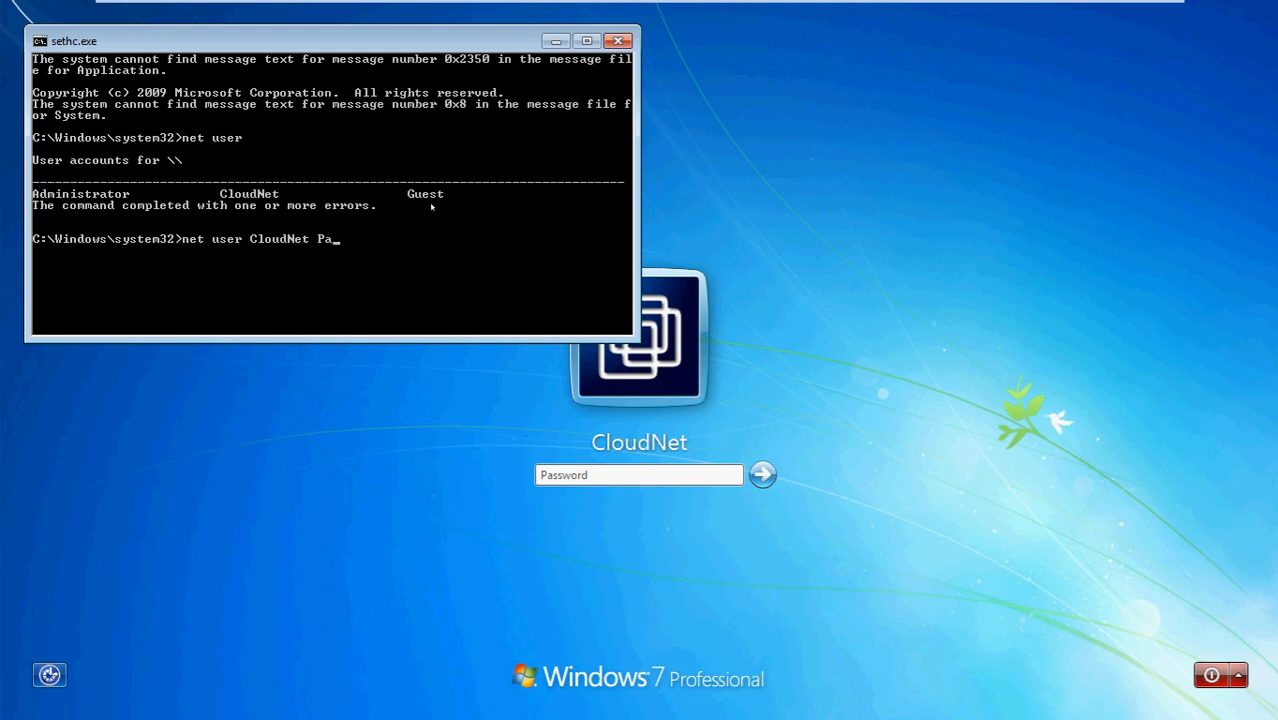 sethc.exe
The system cannot find message text for message number 0x2350 in the message fil
e for Application.
Copyright (c) 2009 Microsoft Corporation.  All rights reserved.
The system cannot find message text for message number 0x8 in the message file f
or System.
C:\Windows\system32>net user
User accounts for \\
-------------------------------------------------------------------------------
Administrator            CloudNet                 Guest
The command completed with one or more errors.
C:\Windows\system32>net user CloudNet Pa_
CloudNet
Password
Windows 7 Professional